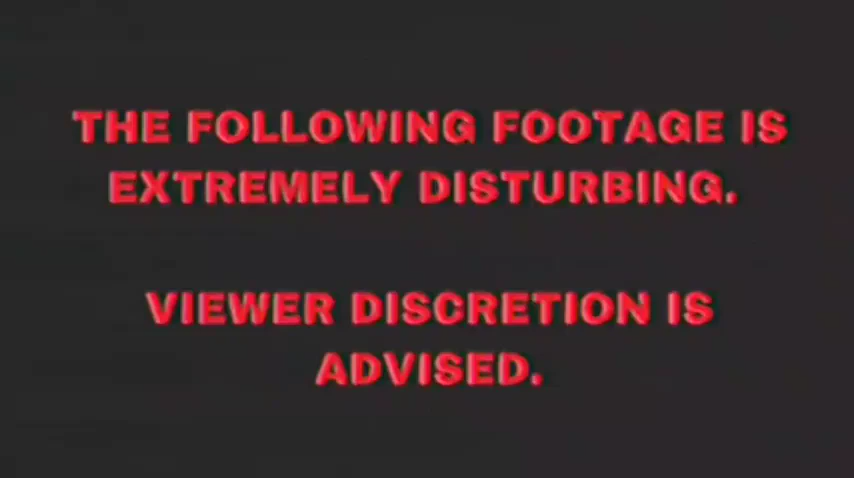 THE FOLLOWING FOOTAGE IS
EXTREMELY DISTURBING.
VIEWER DISCRETION IS
ADVISED.